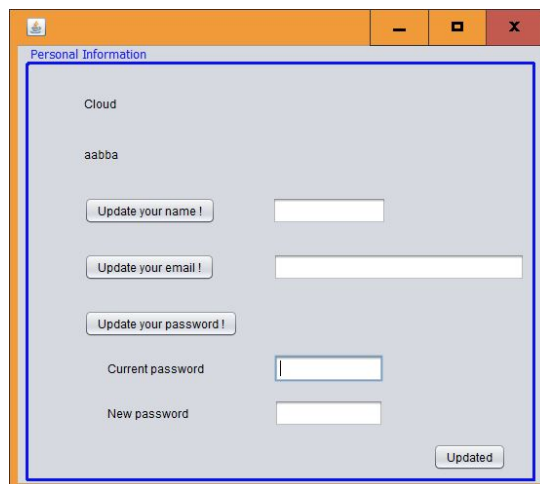 Personal Information
Cloud
aabba
Update your name !
Update your email !
Update your password !
Current password
New password
Updated